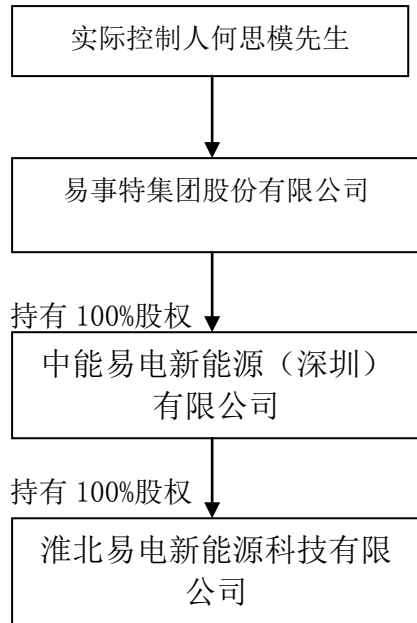 实际控制人何思模先生
易事特集团股份有限公司
持有 100%股权
中能易电新能源（深圳）
有限公司
持有 100%股权
淮北易电新能源科技有限
公司